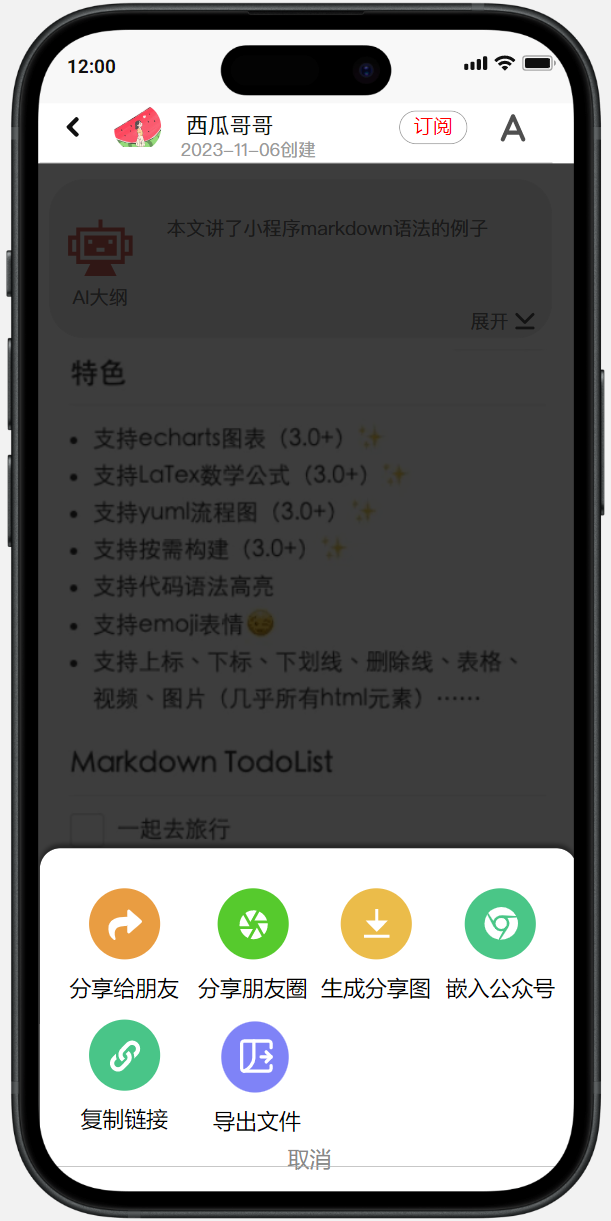 12:00
西瓜哥哥
2023-11-06创建
订阅
A
本文讲了小程序markdown语法的例子
AI大纲
展开
特色
支持echarts图表（3.0+）✨
支持LaTex数学公式（3.0+）✨
支持yuml流程图（3.0+）✨
支持按需构建（3.0+）✨
支持代码语法高亮
支持emoji表情😉
支持上标、下标、下划线、删除线、表格、
视频、图片（几乎所有html元素）……
Markdown TodoList
一起去旅行
分享给朋友 分享朋友圈 生成分享图 嵌入公众号
复制链接 导出文件
取消